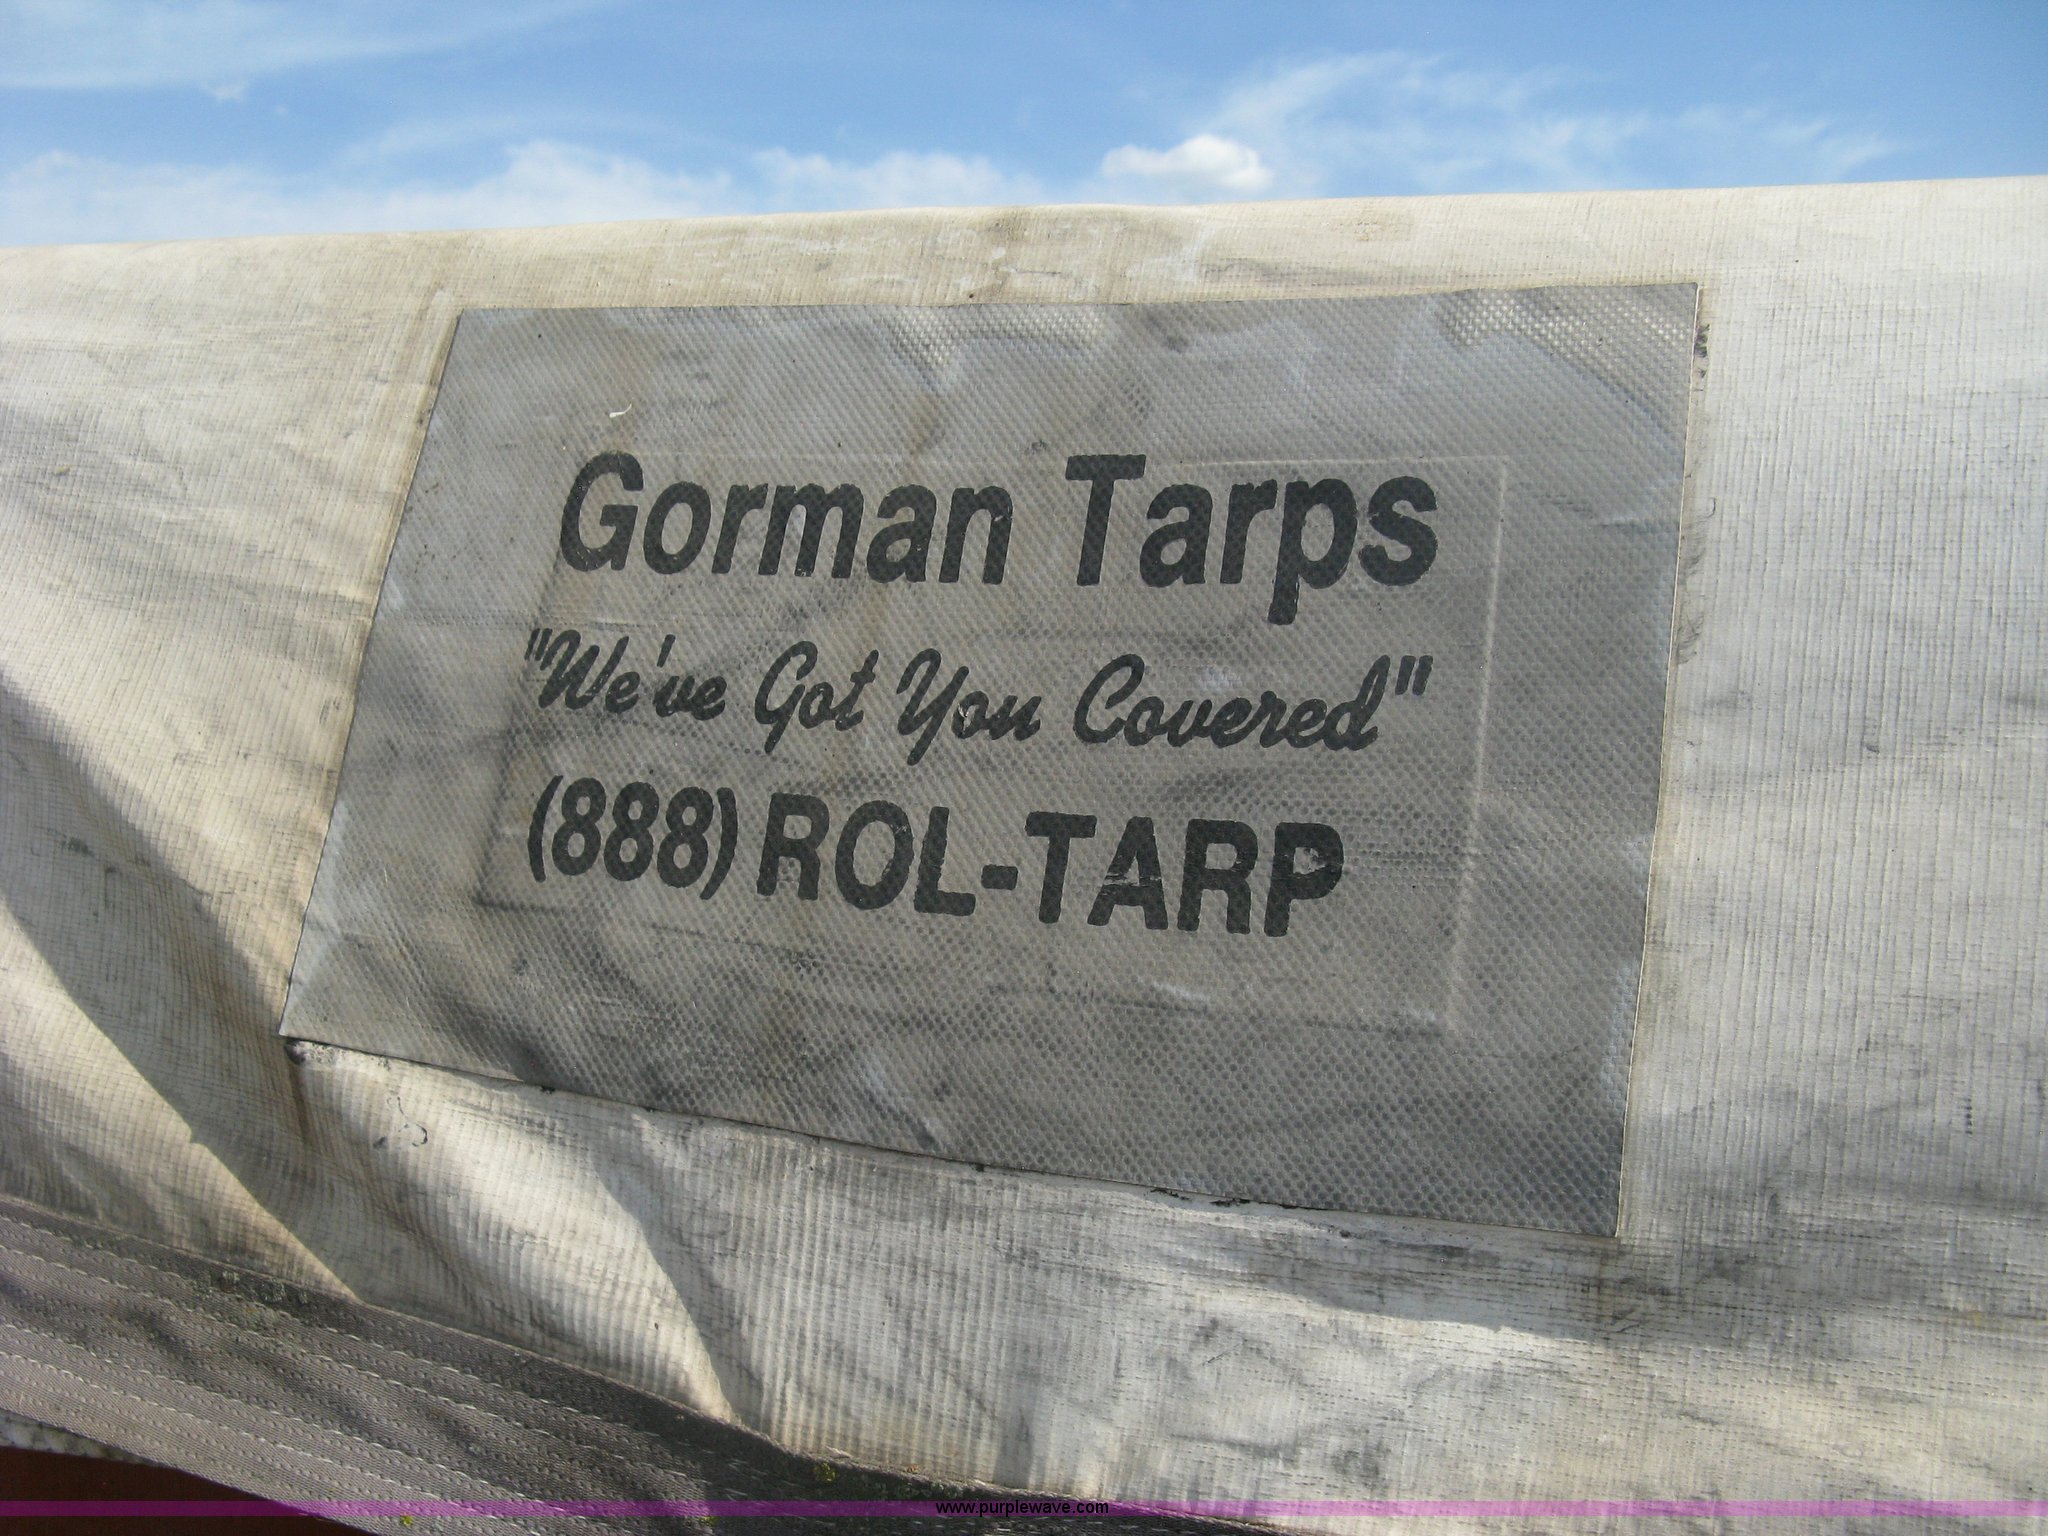 Gorman Tarps
"We've Got You Covered"
(888) ROL-TARP
www.purplewave.com